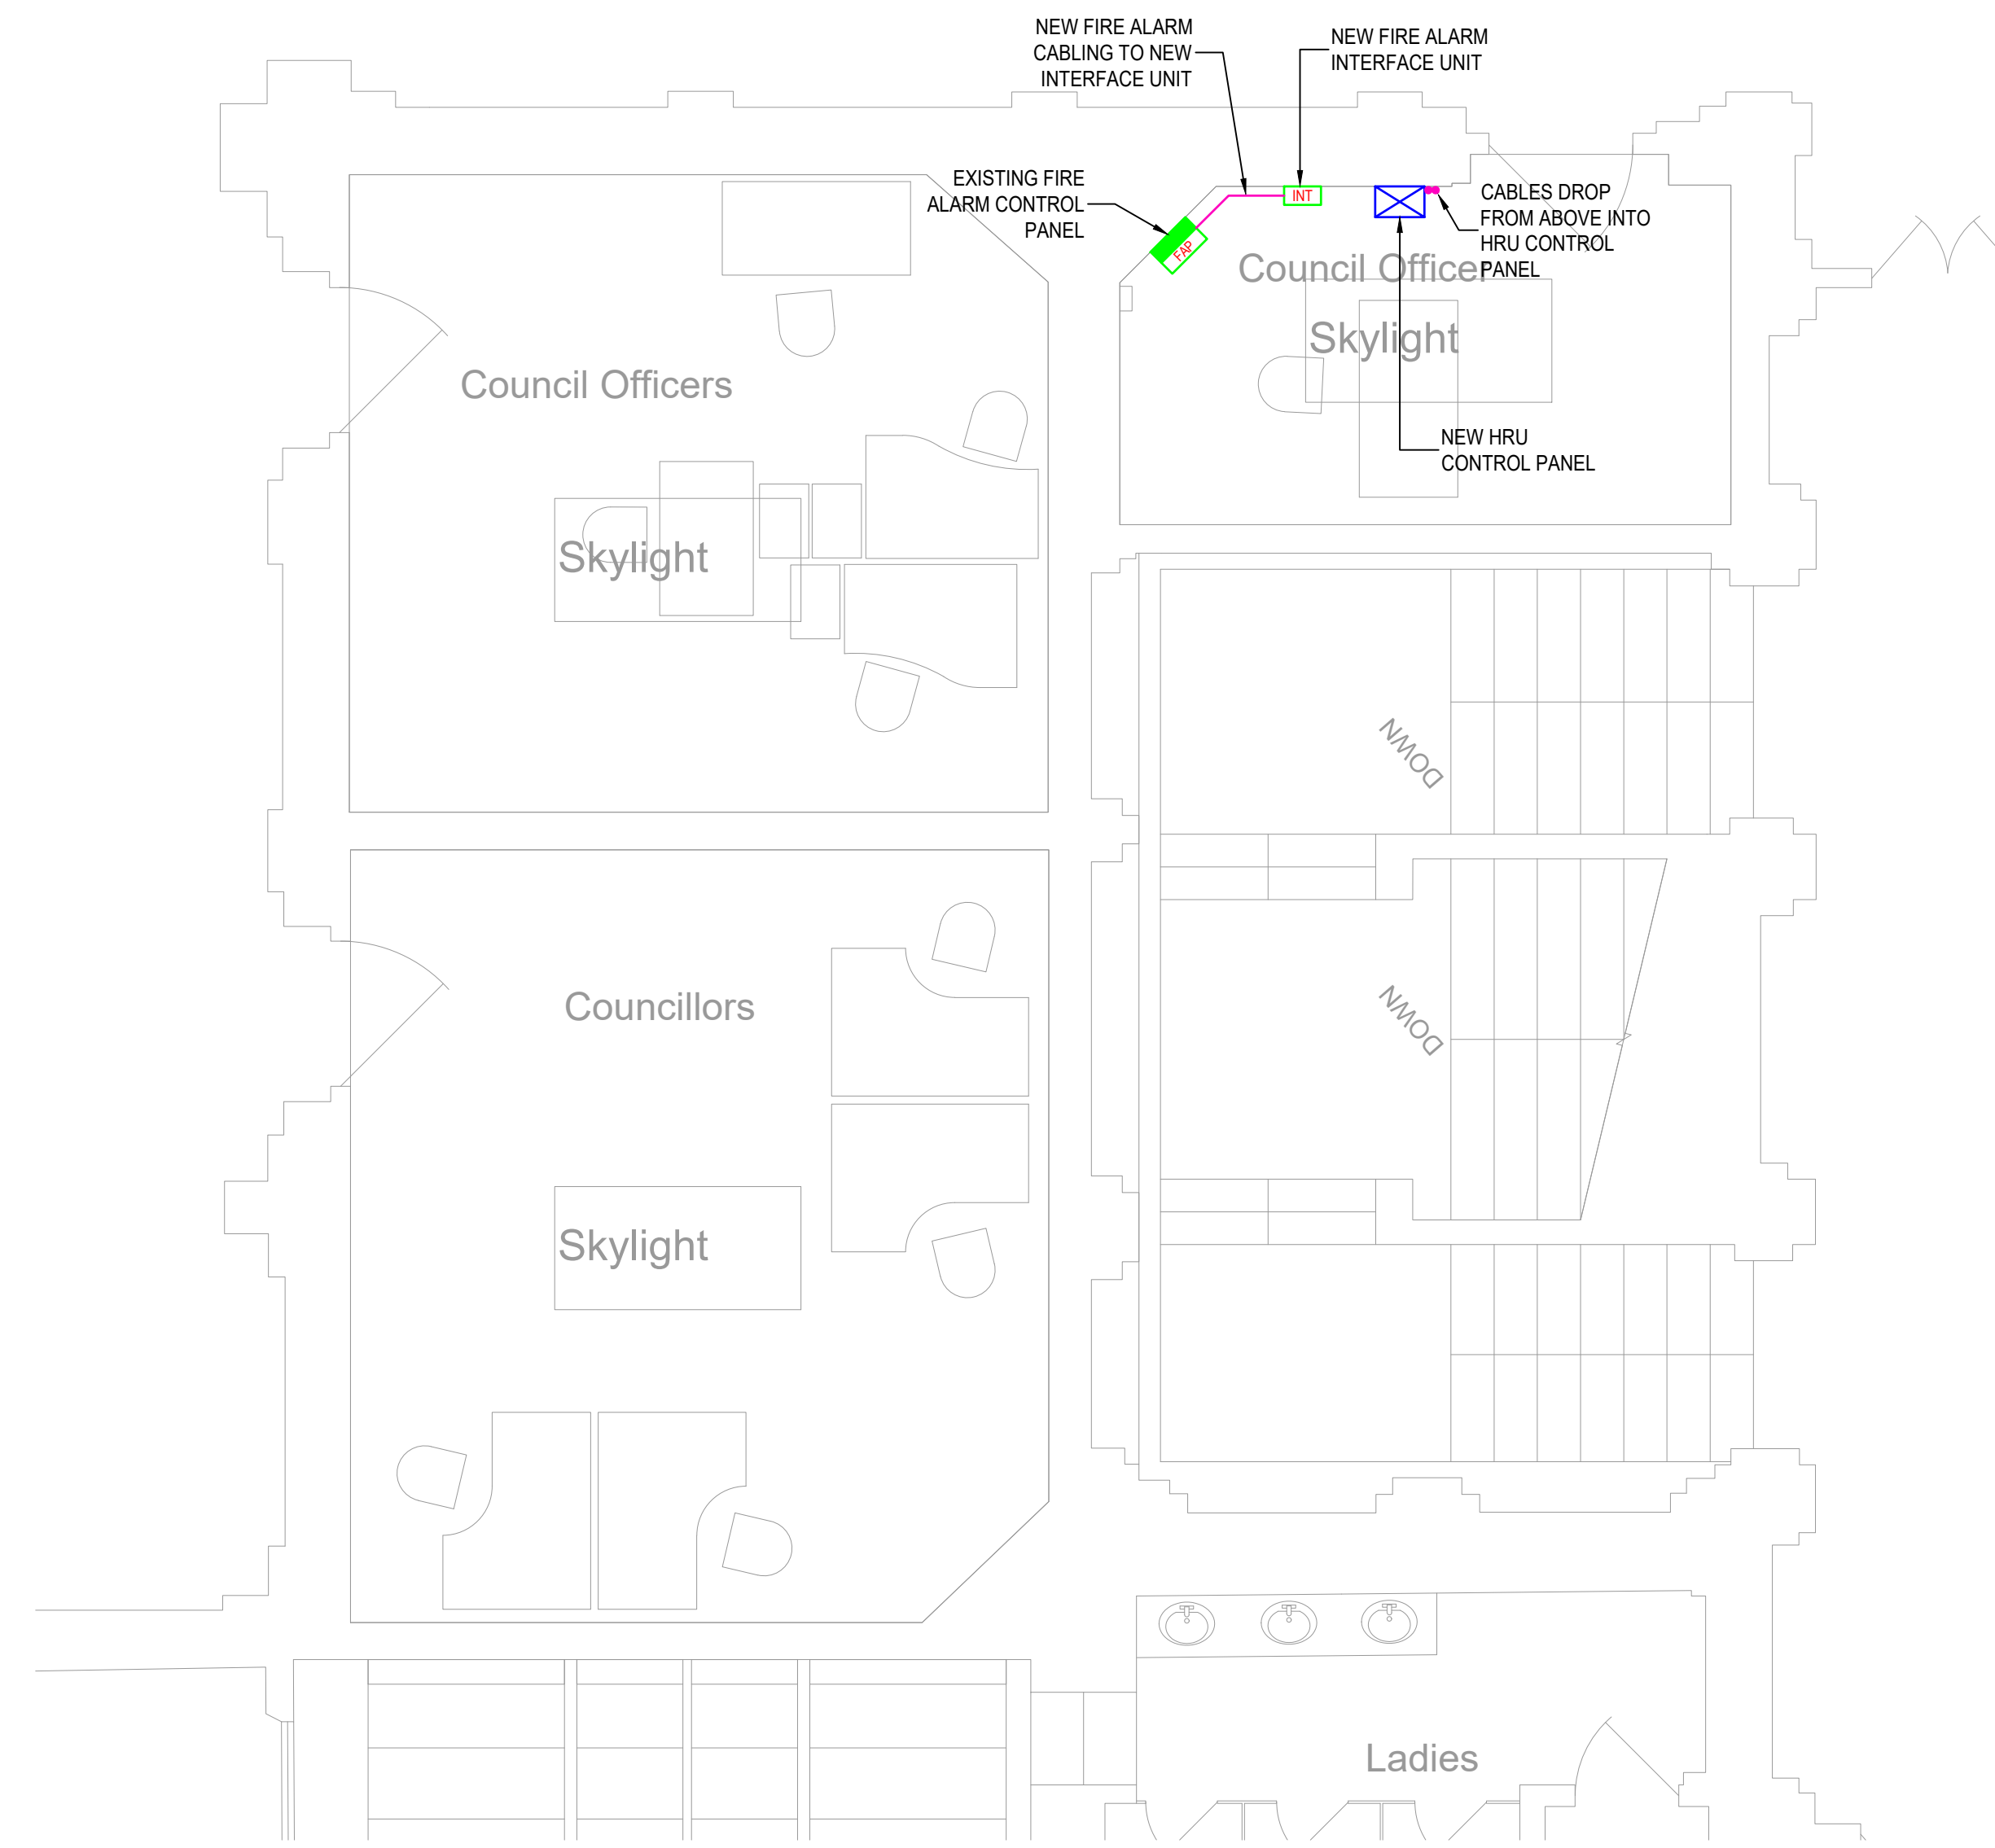 NEW FIRE ALARM
CABLING TO NEW
INTERFACE UNIT
NEW FIRE ALARM
INTERFACE UNIT
EXISTING FIRE
ALARM CONTROL
PANEL
INT
FAP
CABLES DROP
FROM ABOVE INTO
HRU CONTROL
PANEL
Council Officer
Skylight
NEW HRU
CONTROL PANEL
Council Officers
Skylight
DOWN
Councillors
DOWN
Skylight
Ladies